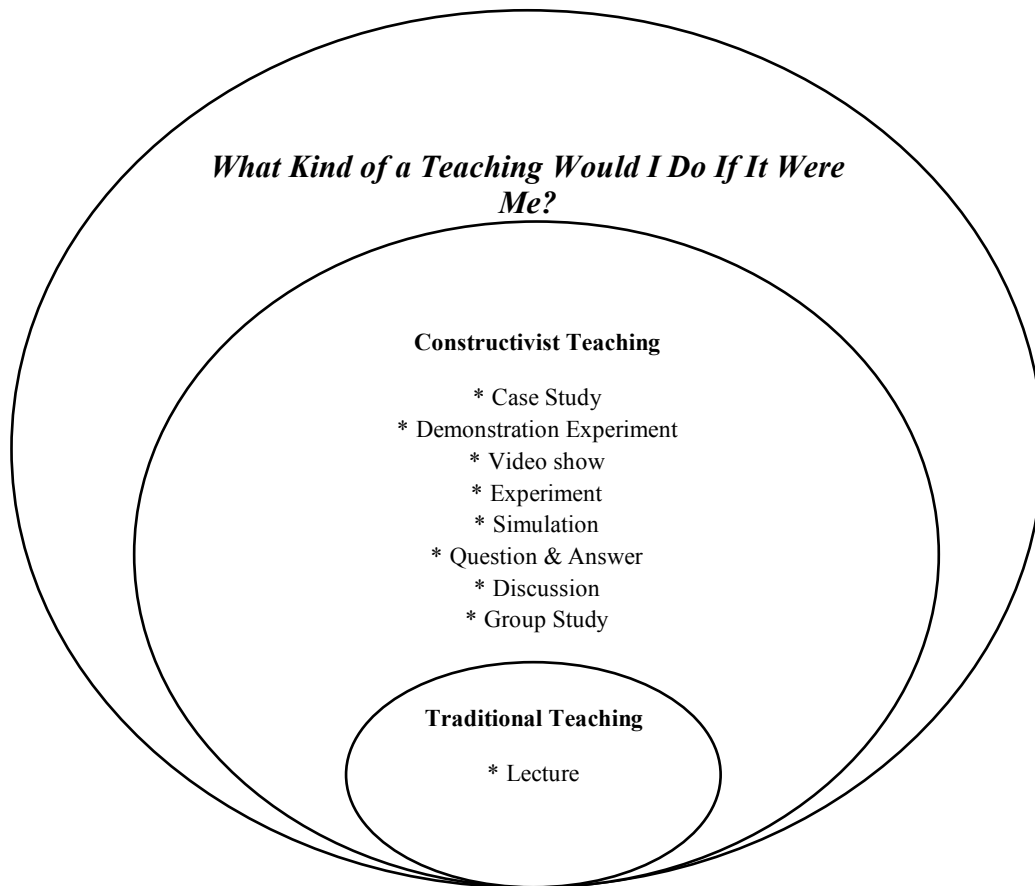 What Kind of a Teaching Would I Do If It Were
Me?
Constructivist Teaching
* Case Study
* Demonstration Experiment
* Video show
* Experiment
* Simulation
* Question & Answer
* Discussion
* Group Study
Traditional Teaching
* Lecture